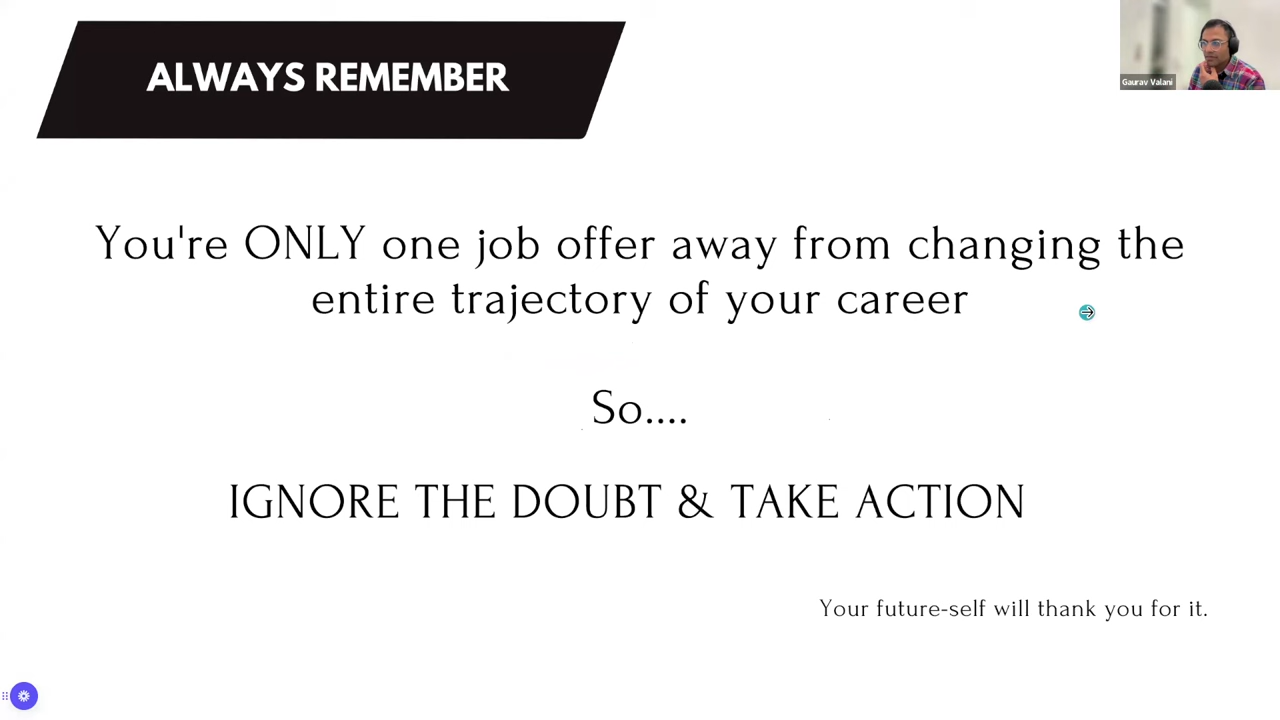 ALWAYS REMEMBER
Gaurav Valani
You're ONLY one job offer away from changing the
entire trajectory of your career
So....
IGNORE THE DOUBT & TAKE ACTION
Your future-self will thank you for it.